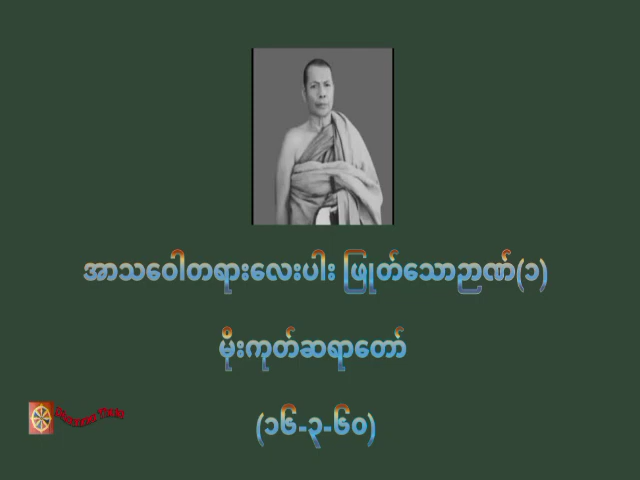 အာသဝေါတရားလေးပါး ဖြုတ်သောဉာဏ်(၁)
မိုးကုတ်ဆရာတော်
(၁၆-၃-၆၀)